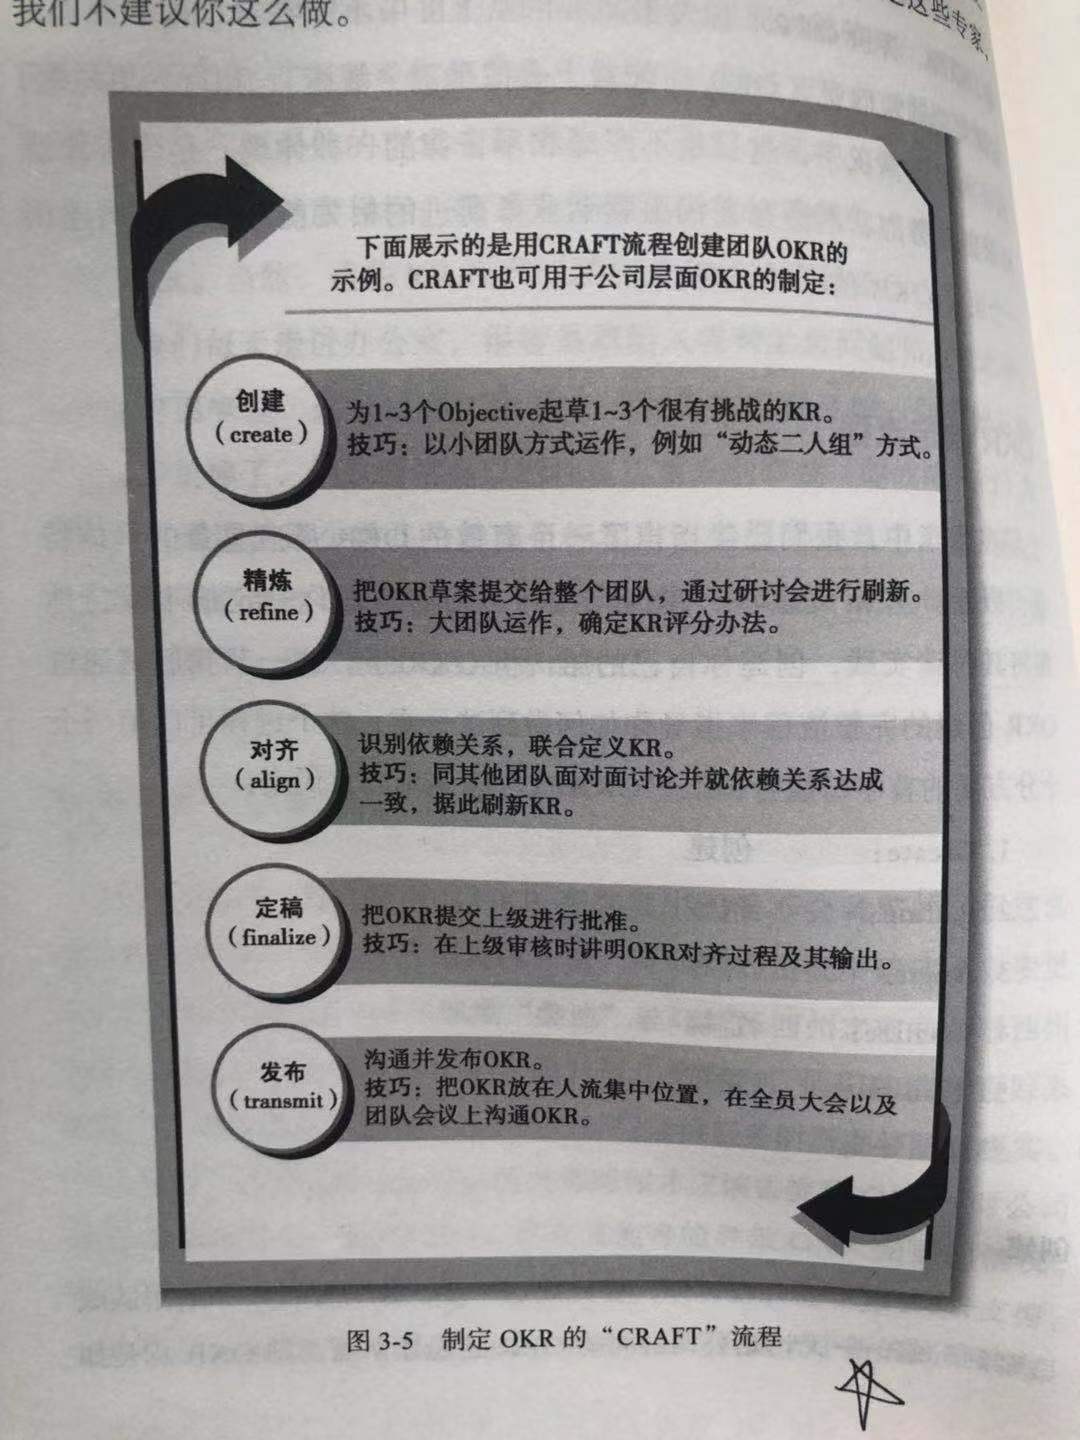 我们不建议你这么做。
这些专家，
下面展示的是用CRAFT流程创建团队OKR的
示例。CRAFT也可用于公司层面OKR的制定：
创建
（create）
为1~3个Objective起草1~3个很有挑战的KR。
技巧：以小团队方式运作，例如“动态二人组”方式。
精炼
（refine）
把OKR草案提交给整个团队，通过研讨会进行刷新。
技巧：大团队运作，确定KR评分办法。
对齐
（align）
识别依赖关系，联合定义KR。
技巧：同其他团队面对面讨论并就依赖关系达成
一致，据此刷新KR。
定稿
（finalize）
把OKR提交上级进行批准。
技巧：在上级审核时讲明OKR对齐过程及其输出。
发布
（transmit）
沟通并发布OKR。
技巧：把OKR放在人流集中位置，在全员大会以及
团队会议上沟通OKR。
图 3-5 制定 OKR 的“CRAFT”流程